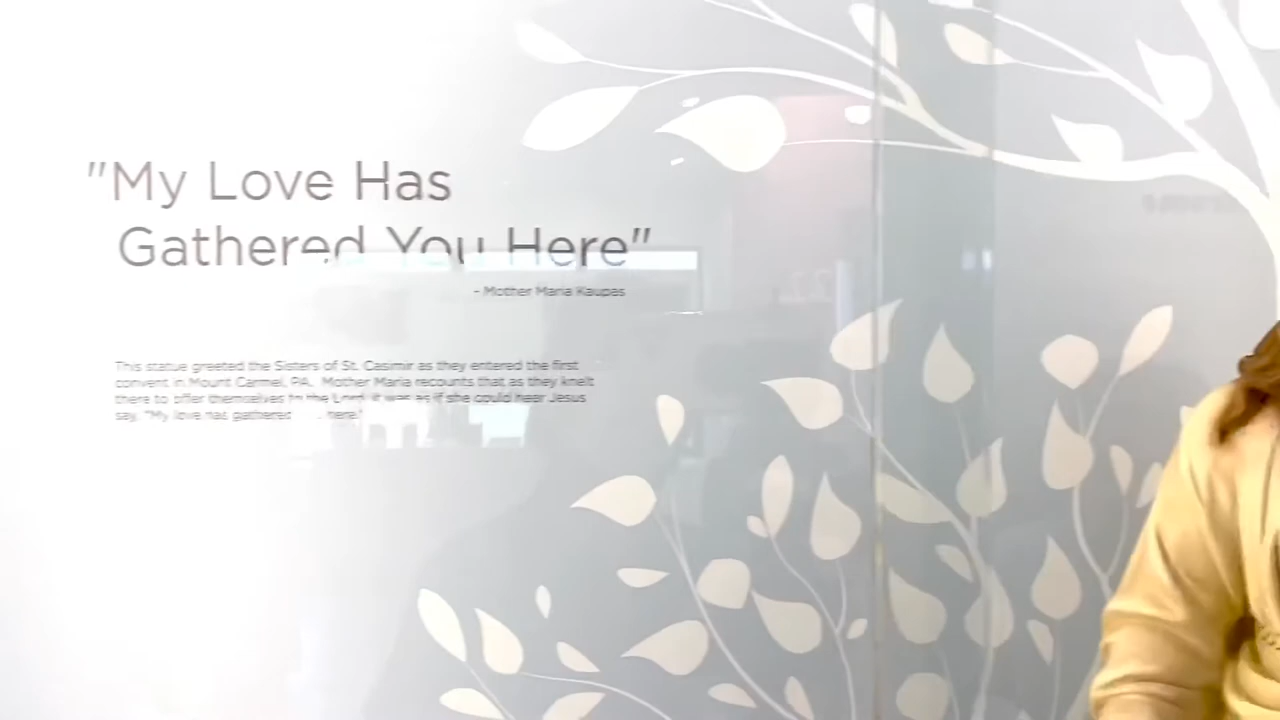 "My Love Has
Gathered You Here"
- Mother Maria Kaupas
This statue greeted the Sisters of St. Casimir as they entered the first
convent in Mount Carmel, PA. Mother Maria recounts that as they knelt
there to offer themselves to the Lord it was as if she could hear Jesus
say, "My love has gathered here."